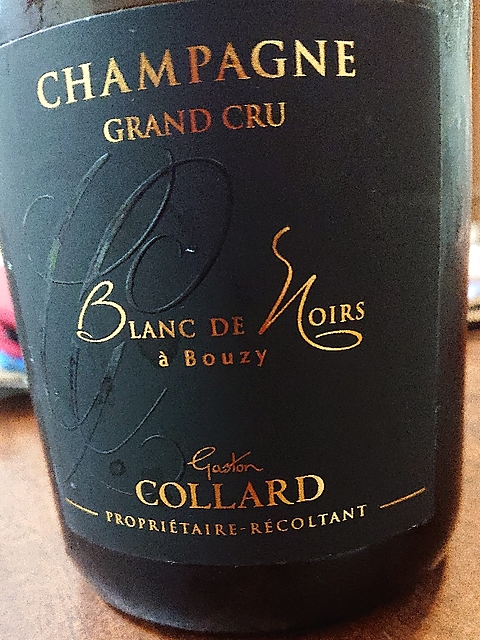 CHAMPAGNE
GRAND CRU
BLANC DE NOIRS
à Bouzy
Gaston
COLLARD
PROPRIÉTAIRE-RÉCOLTANT